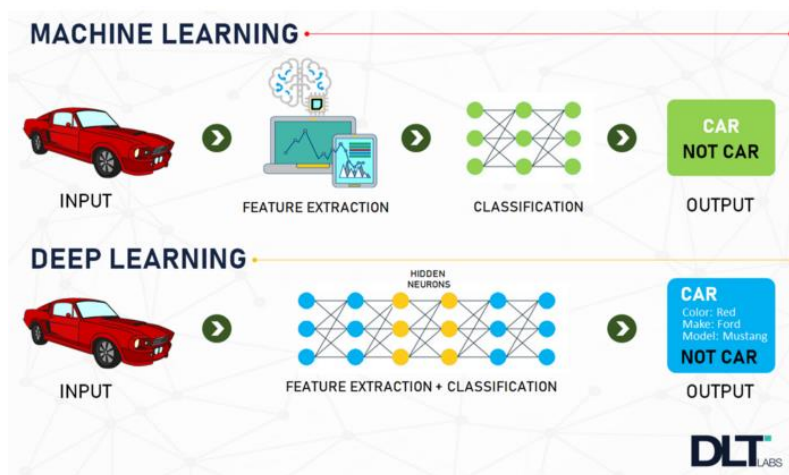 MACHINE LEARNING
INPUT
FEATURE EXTRACTION
CLASSIFICATION
CAR
NOT CAR
OUTPUT
DEEP LEARNING
HIDDEN
NEURONS
INPUT
FEATURE EXTRACTION + CLASSIFICATION
CAR
Color: Red
Make: Ford
Model: Mustang
NOT CAR
OUTPUT
DLT LABS